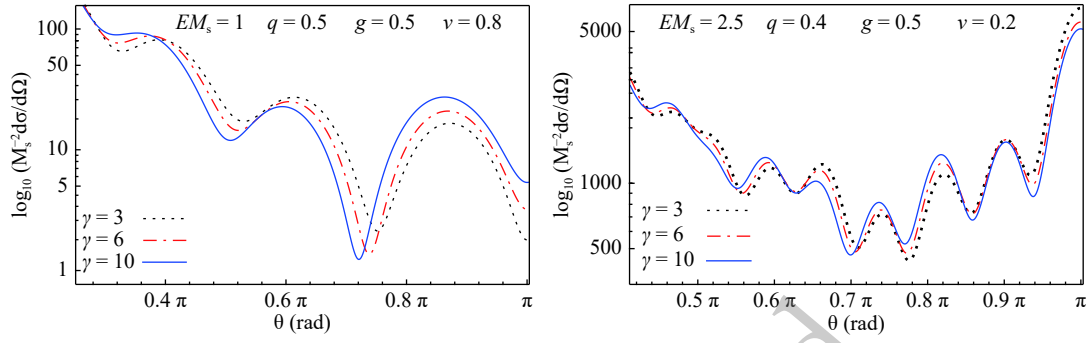 EMs = 1 q = 0.5 g = 0.5 v = 0.8
100
50
10
5
1
log10 (Ms^−2dσ/dΩ)
γ = 3
γ = 6
γ = 10
0.4 π 0.6 π 0.8 π π
θ (rad)
EMs = 2.5 q = 0.4 g = 0.5 v = 0.2
5000
1000
500
log10 (Ms^−2dσ/dΩ)
γ = 3
γ = 6
γ = 10
0.5 π 0.6 π 0.7 π 0.8 π 0.9 π π
θ (rad)